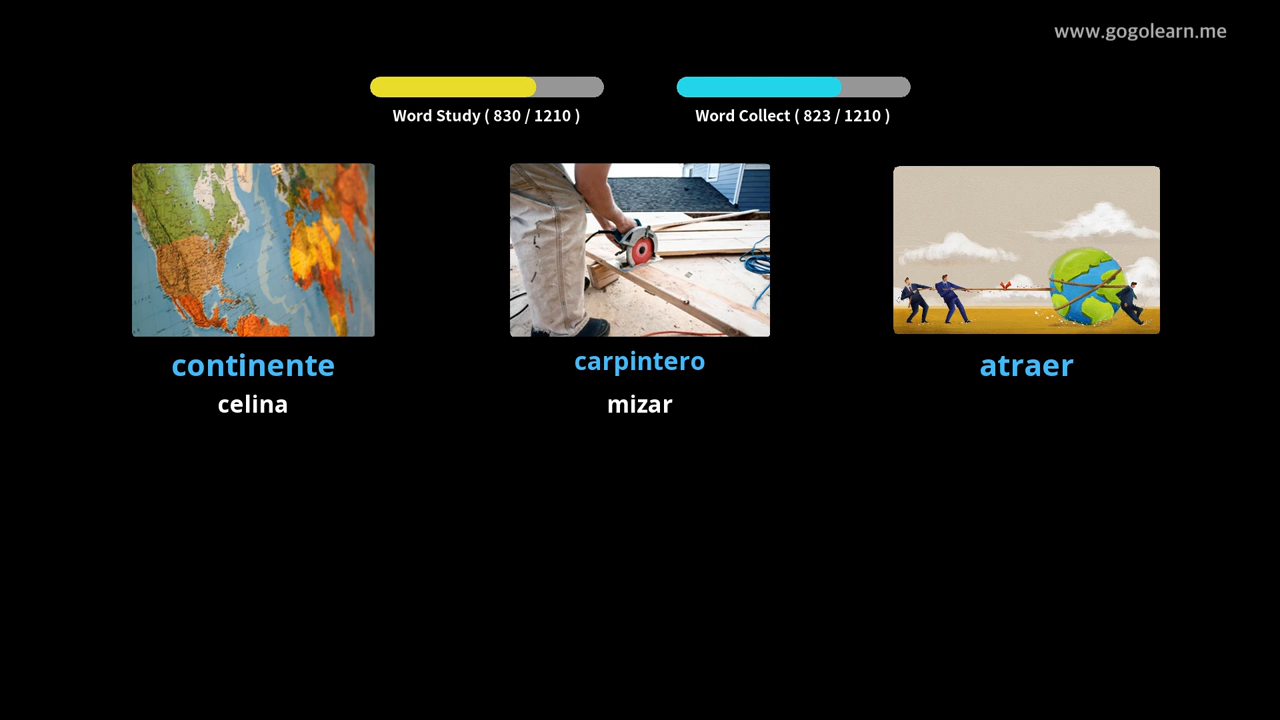 www.gogolearn.me
Word Study ( 830 / 1210 )
Word Collect ( 823 / 1210 )
continente
celina
carpintero
mizar
atraer